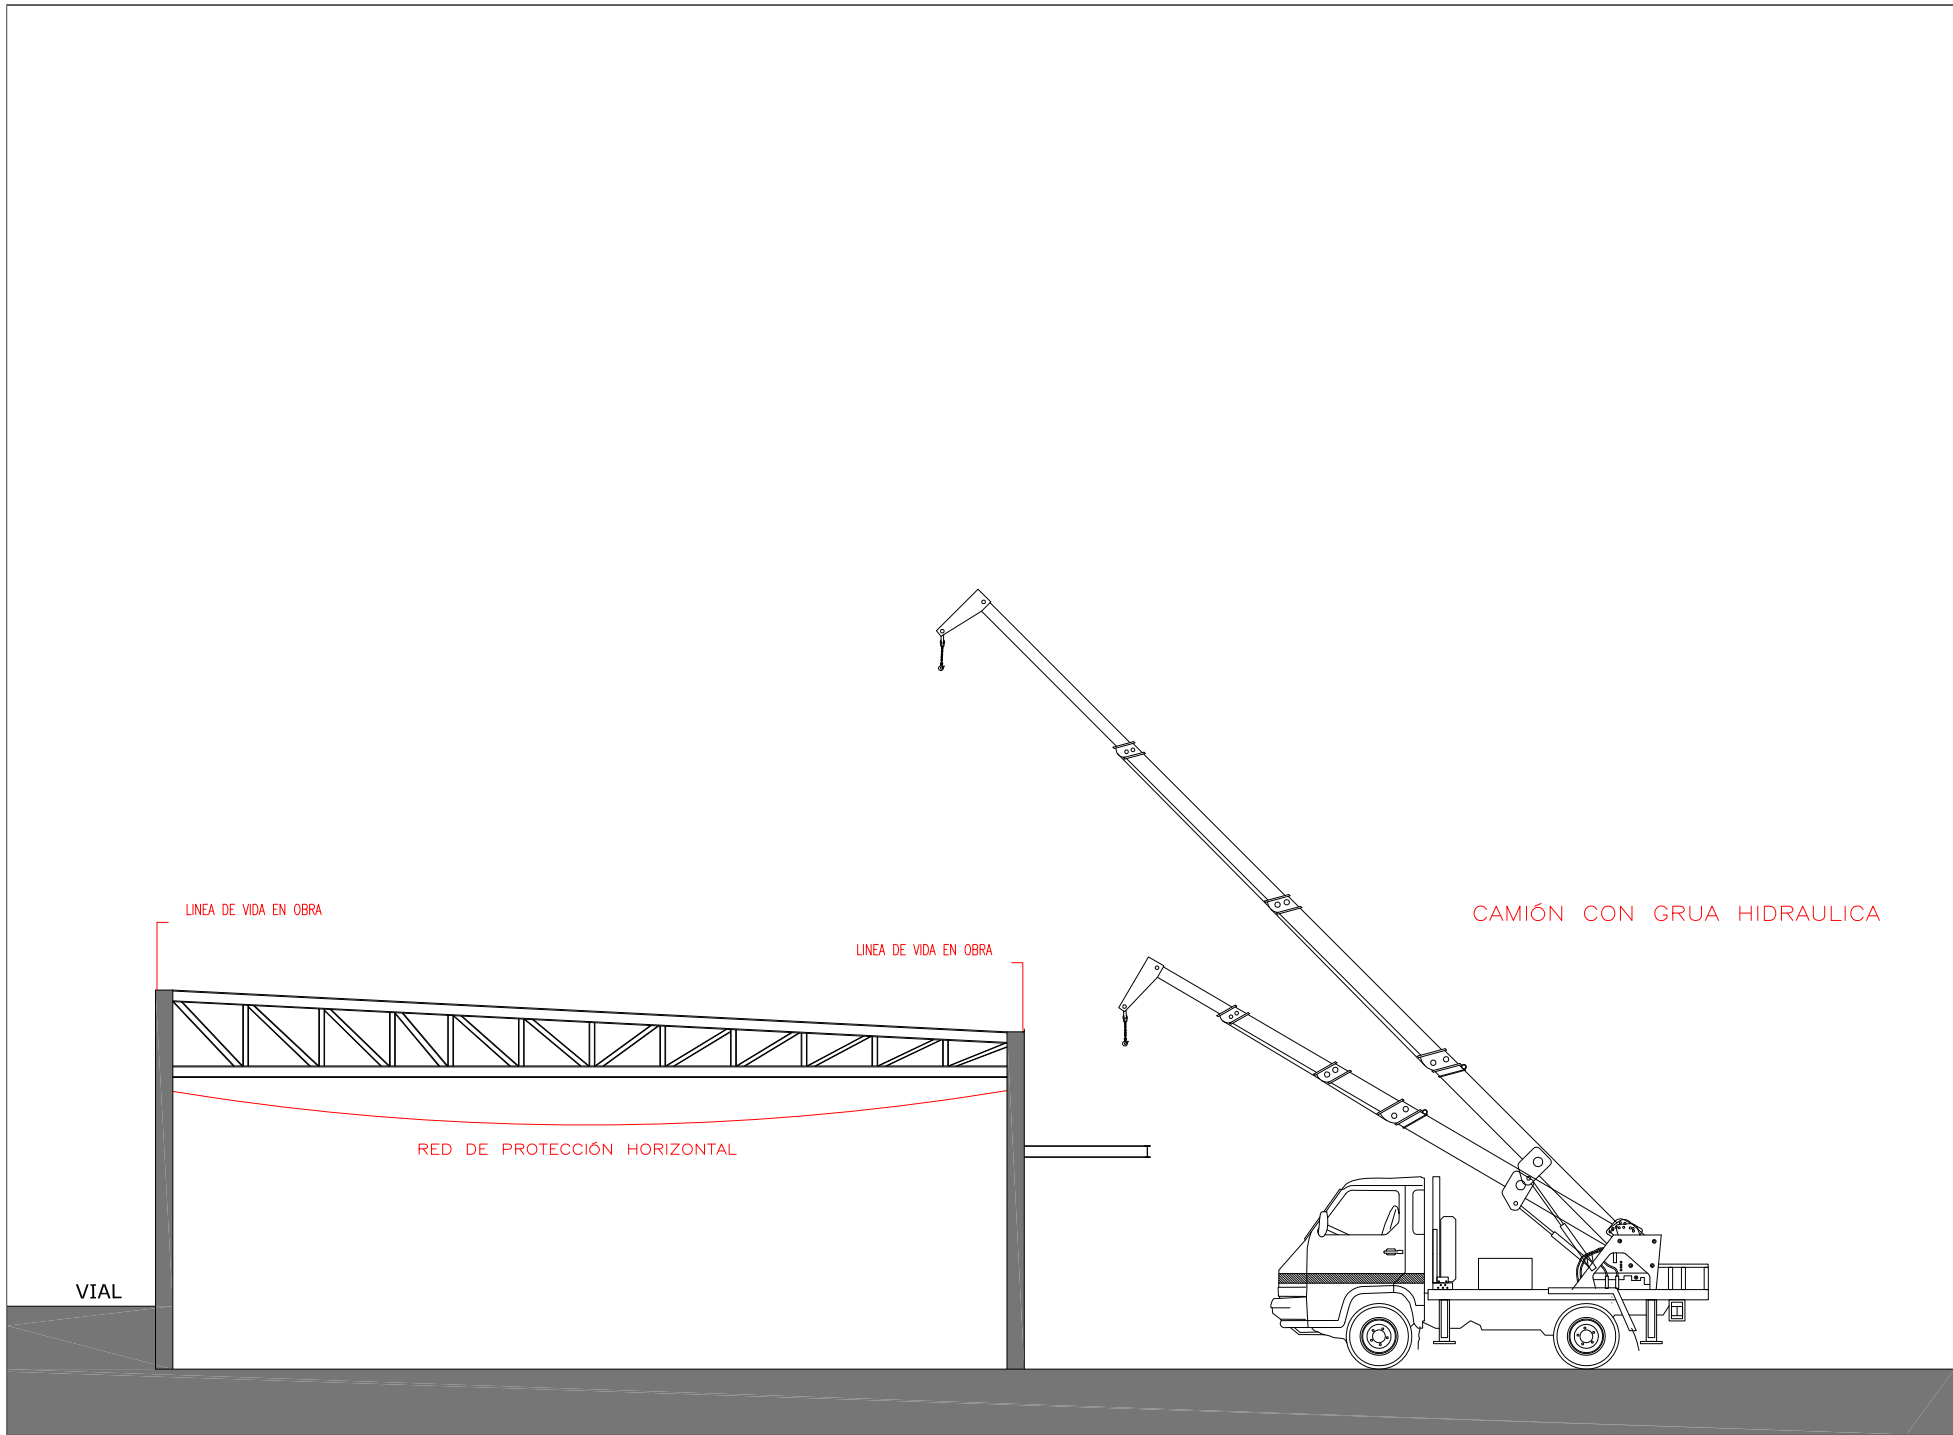 LINEA DE VIDA EN OBRA
CAMIÓN CON GRUA HIDRAULICA
LINEA DE VIDA EN OBRA
RED DE PROTECCIÓN HORIZONTAL
VIAL